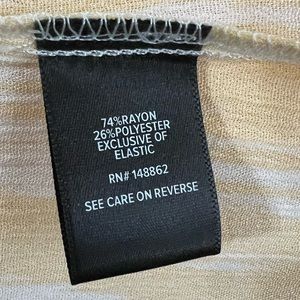 74%RAYON
26%POLYESTER
EXCLUSIVE OF
ELASTIC
RN# 148862
SEE CARE ON REVERSE